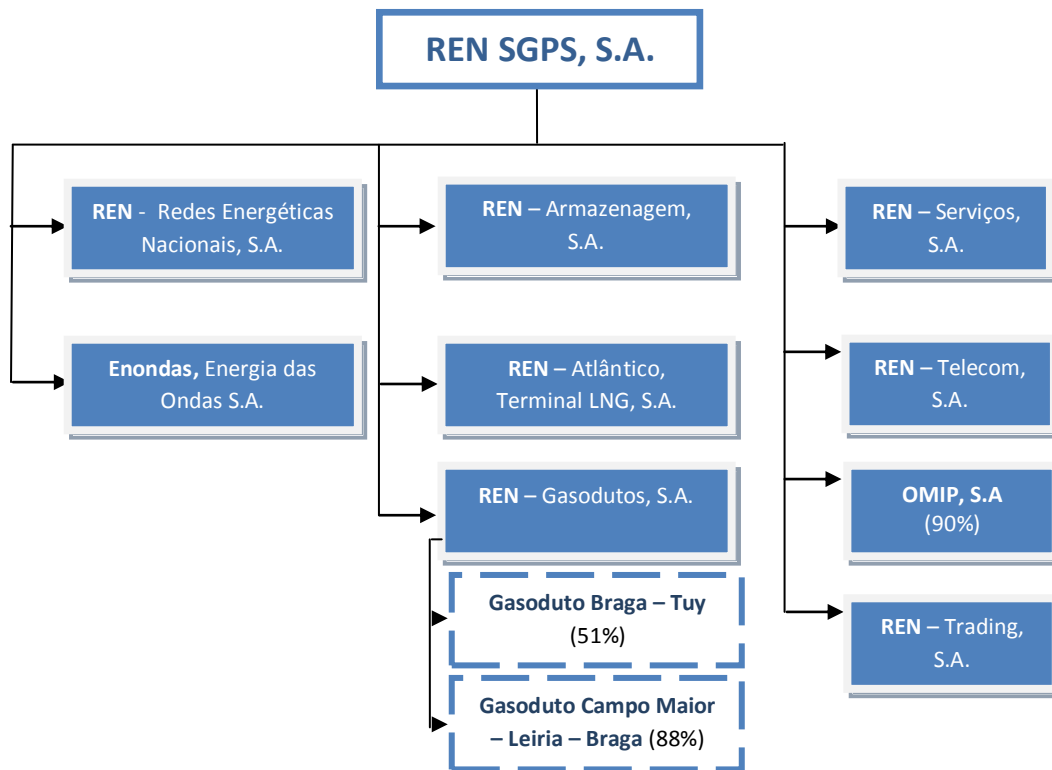 REN SGPS, S.A.
REN - Redes Energéticas
Nacionais, S.A.
Enondas, Energia das
Ondas S.A.
REN – Armazenagem,
S.A.
REN – Atlântico,
Terminal LNG, S.A.
REN – Gasodutos, S.A.
Gasoduto Braga – Tuy
(51%)
Gasoduto Campo Maior
– Leiria – Braga (88%)
REN – Serviços,
S.A.
REN – Telecom,
S.A.
OMIP, S.A
(90%)
REN – Trading,
S.A.